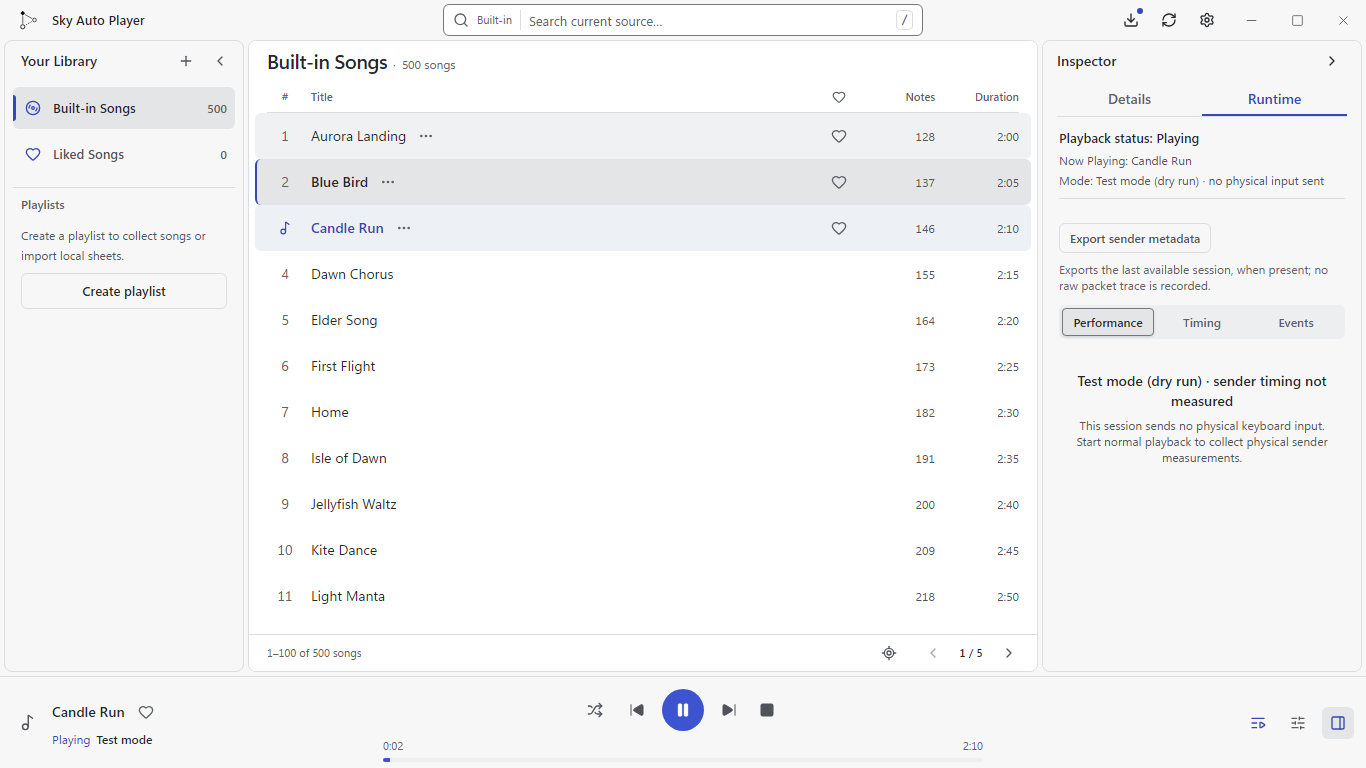 Sky Auto Player
Built-in
Search current source...
/
Your Library
Built-in Songs 500
Liked Songs 0
Playlists
Create a playlist to collect songs or
import local sheets.
Create playlist
Built-in Songs · 500 songs
# Title Notes Duration
1 Aurora Landing ··· 128 2:00
2 Blue Bird ··· 137 2:05
Candle Run ··· 146 2:10
4 Dawn Chorus 155 2:15
5 Elder Song 164 2:20
6 First Flight 173 2:25
7 Home 182 2:30
8 Isle of Dawn 191 2:35
9 Jellyfish Waltz 200 2:40
10 Kite Dance 209 2:45
11 Light Manta 218 2:50
1–100 of 500 songs
1 / 5
Inspector
Details Runtime
Playback status: Playing
Now Playing: Candle Run
Mode: Test mode (dry run) · no physical input sent
Export sender metadata
Exports the last available session, when present; no
raw packet trace is recorded.
Performance Timing Events
Test mode (dry run) · sender timing not
measured
This session sends no physical keyboard input.
Start normal playback to collect physical sender
measurements.
Candle Run
Playing Test mode
0:02 2:10